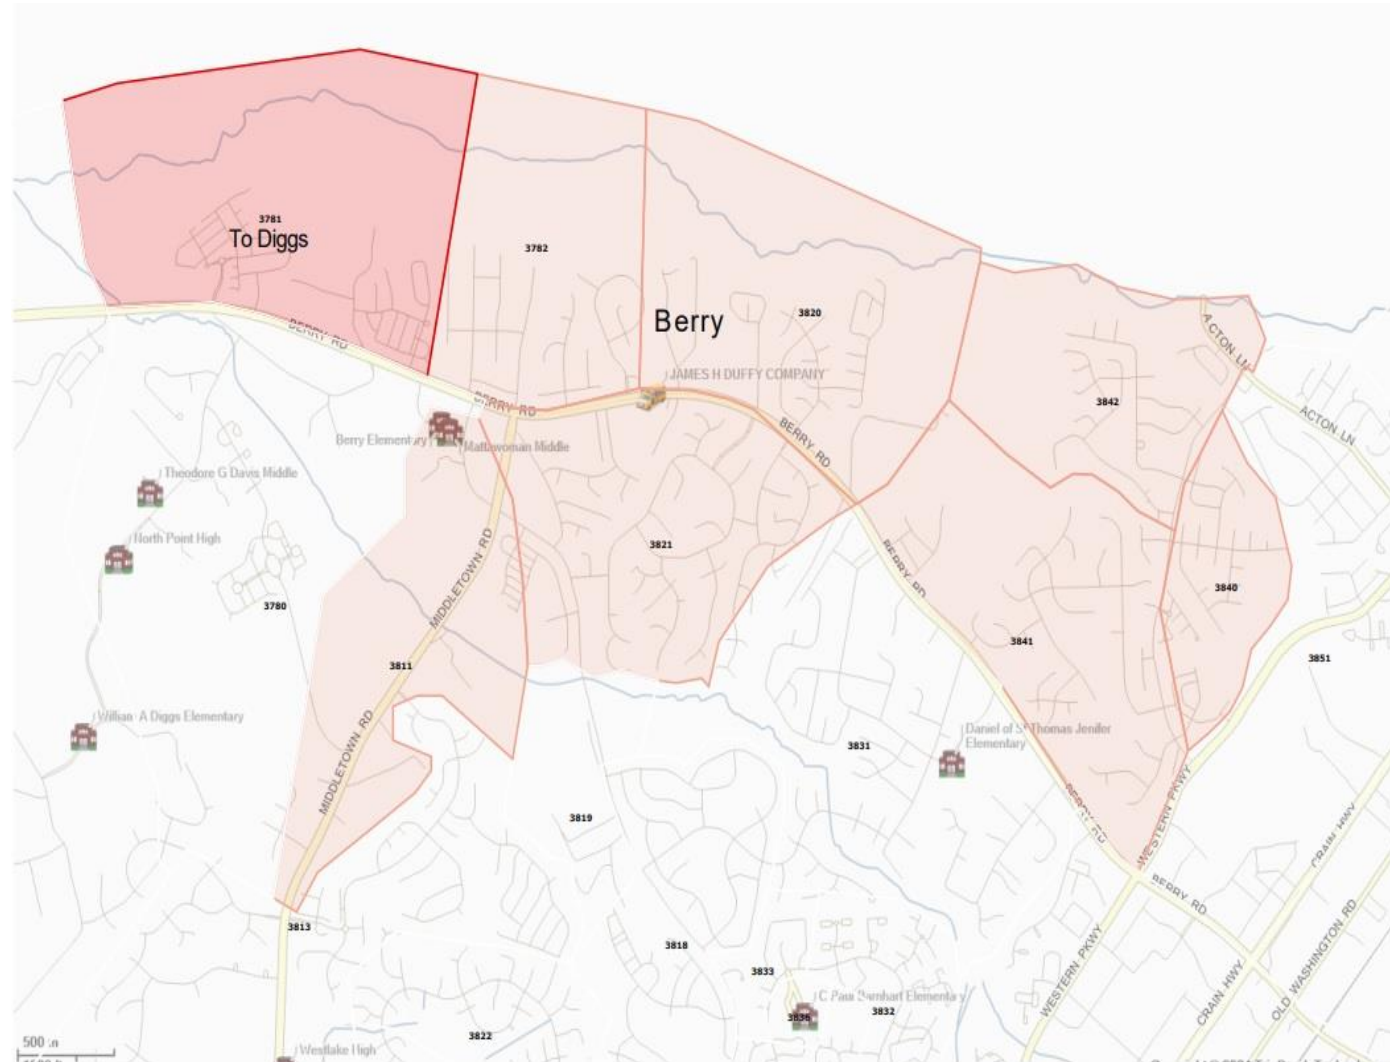 3781
To Diggs
3782
ACTON LN
BERRY RD
Berry
3820
JAMES H DUFFY COMPANY
3842
ACTON LN
BERRY RD
BERRY RD
Berry Elementary
Mattawoman Middle
Theodore G Davis Middle
North Point High
3821
MIDDLETOWN RD
BERRY RD
3780
3840
3811
3841
3851
William A Diggs Elementary
MIDDLETOWN RD
3831
Daniel of St Thomas Jenifer
Elementary
BERRY RD
WESTERN PKWY
3819
CRAIN HWY
BERRY RD
3813
3818
WESTERN PKWY
CRAIN HWY
OLD WASHINGTON RD
3833
C Paul Barnhart Elementary
3836
3832
3822
500 m
Westlake High